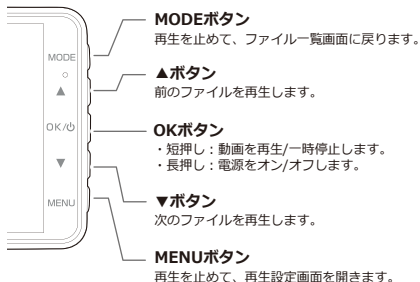 MODEボタン
再生を止めて、ファイル一覧画面に戻ります。
MODE
▲ボタン
前のファイルを再生します。
▲
OKボタン
・短押し：動画を再生/一時停止します。
・長押し：電源をオン/オフします。
OK/⏻
▼
▼ボタン
次のファイルを再生します。
MENU
MENUボタン
再生を止めて、再生設定画面を開きます。